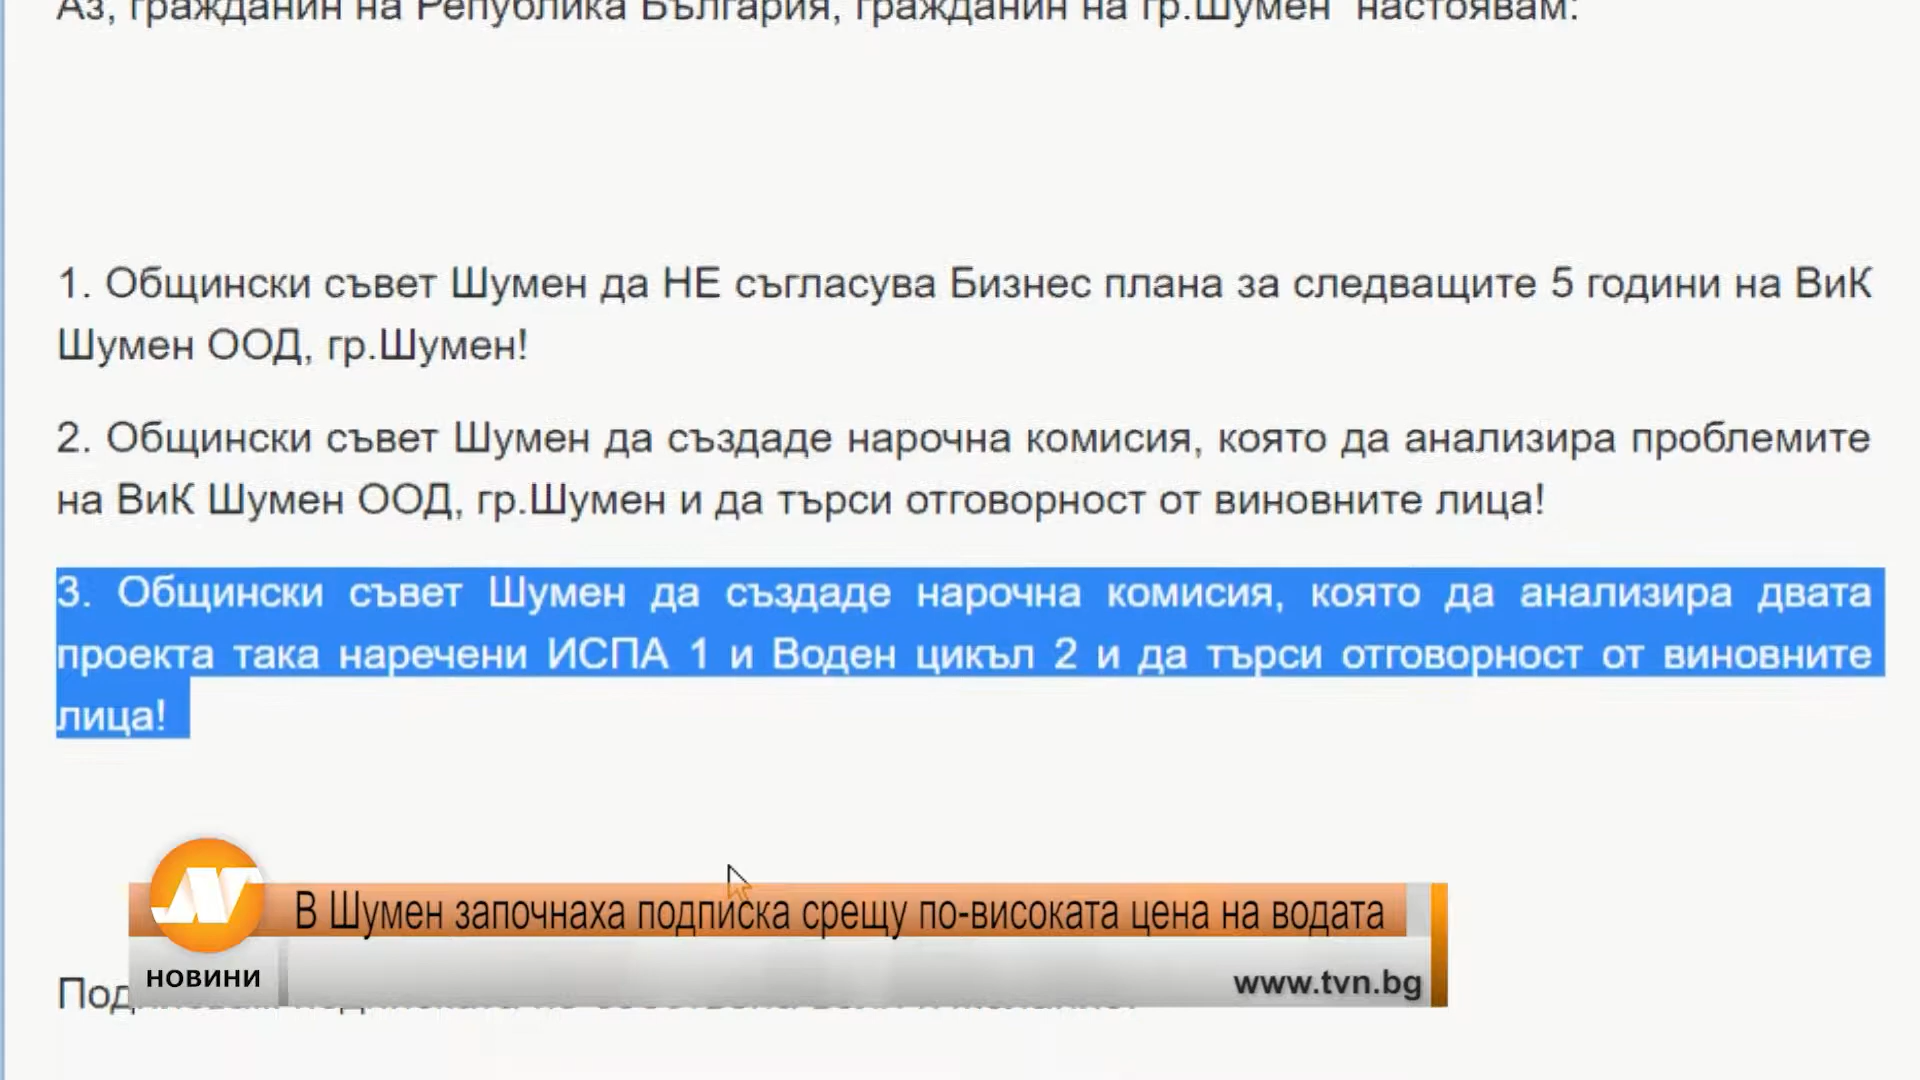 Аз, гражданин на Република България, гражданин на гр.Шумен настоявам:
1. Общински съвет Шумен да НЕ съгласува Бизнес плана за следващите 5 години на ВиК
Шумен ООД, гр.Шумен!
2. Общински съвет Шумен да създаде нарочна комисия, която да анализира проблемите
на ВиК Шумен ООД, гр.Шумен и да търси отговорност от виновните лица!
3. Общински съвет Шумен да създаде нарочна комисия, която да анализира двата
проекта така наречени ИСПА 1 и Воден цикъл 2 и да търси отговорност от виновните
лица!
В Шумен започнаха подписка срещу по-високата цена на водата
НОВИНИ
www.tvn.bg